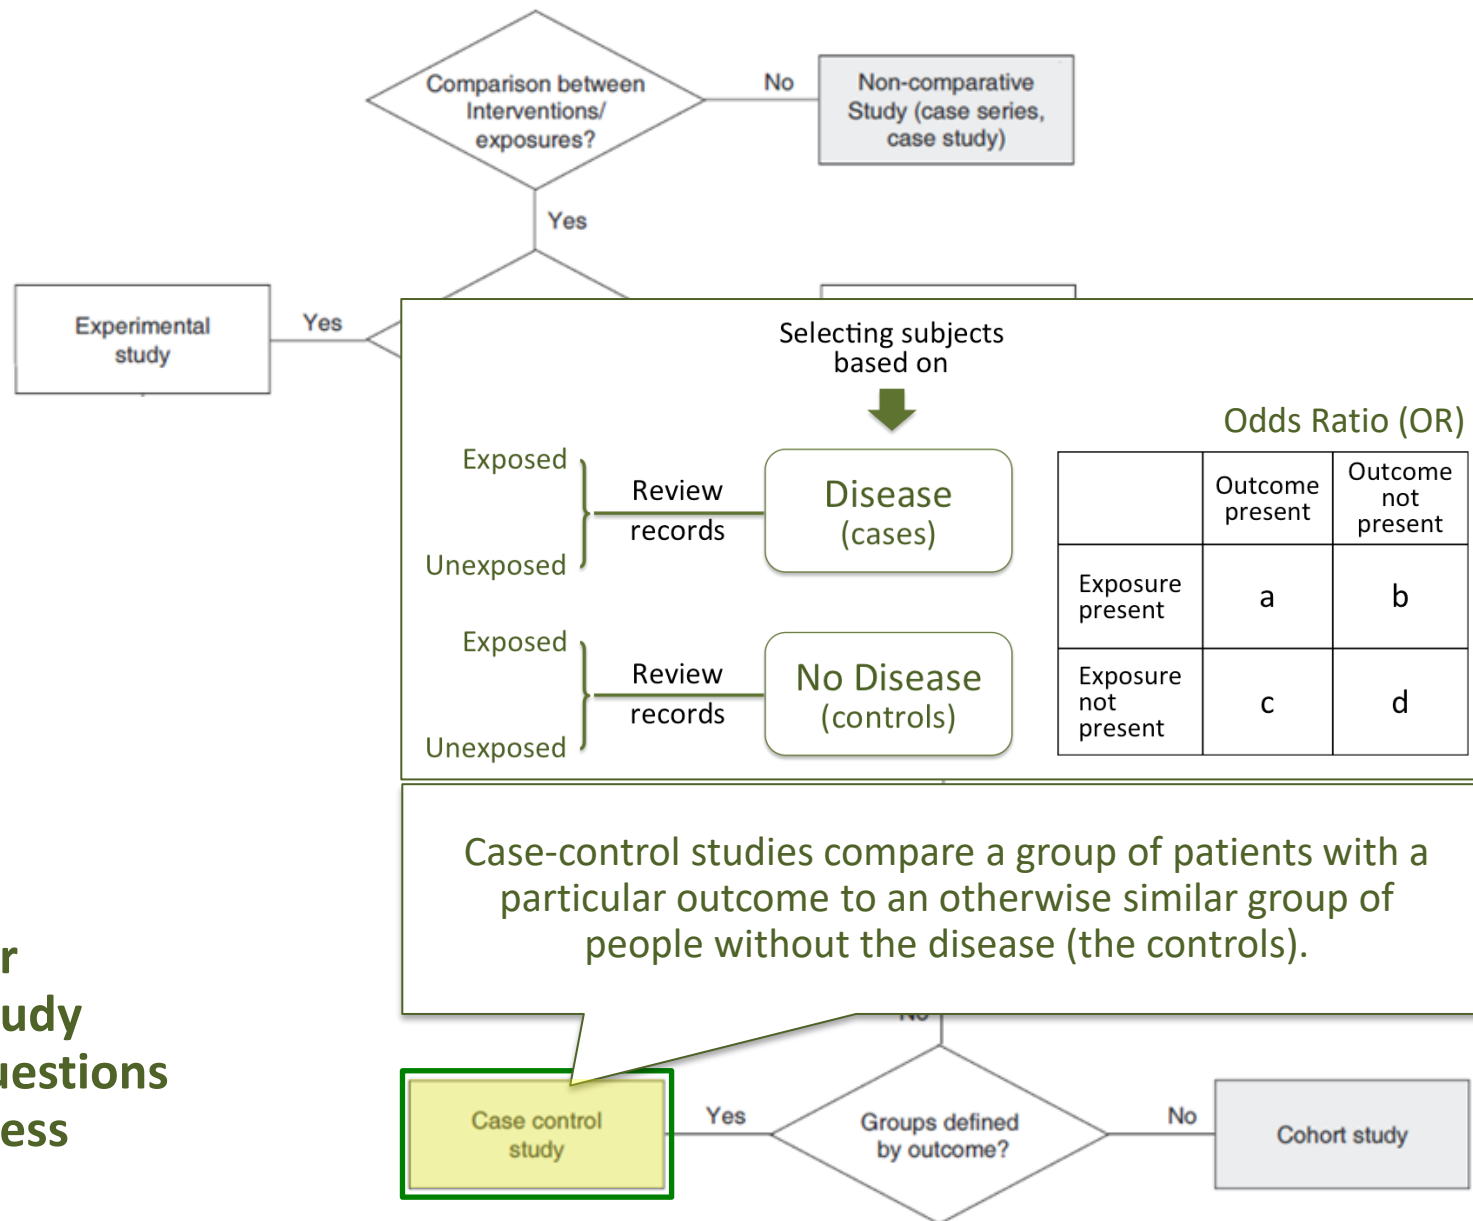 Comparison between
Interventions/
exposures?
No
Non-comparative
Study (case series,
case study)
Yes
Experimental
study
Yes
Selecting subjects
based on
Odds Ratio (OR)
Exposed
Unexposed
Review
records
Disease
(cases)
Exposed
Unexposed
Review
records
No Disease
(controls)
Outcome
present
Outcome
not
present
Exposure
present
a
b
Exposure
not
present
c
d
Case-control studies compare a group of patients with a
particular outcome to an otherwise similar group of
people without the disease (the controls).
r
udy
uestions
ess
No
Case control
study
Yes
Groups defined
by outcome?
No
Cohort study